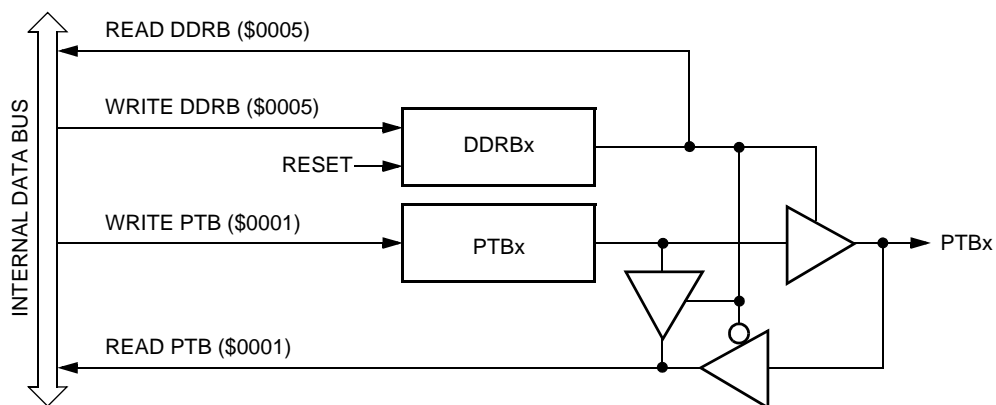 READ DDRB ($0005)
WRITE DDRB ($0005)
DDRBx
RESET
WRITE PTB ($0001)
PTBx
PTBx
READ PTB ($0001)
INTERNAL DATA BUS